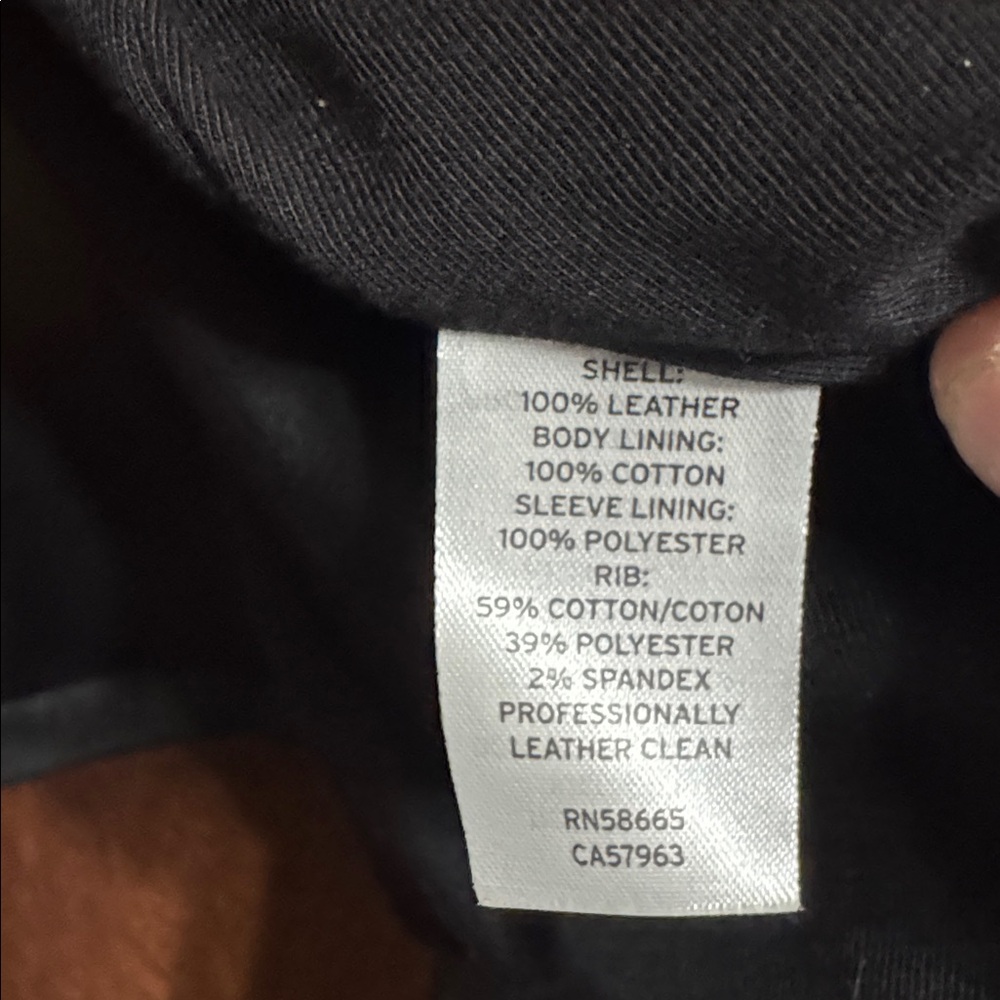 SHELL:
100% LEATHER
BODY LINING:
100% COTTON
SLEEVE LINING:
100% POLYESTER
RIB:
59% COTTON/COTON
39% POLYESTER
2% SPANDEX
PROFESSIONALLY
LEATHER CLEAN
RN58665
CA57963